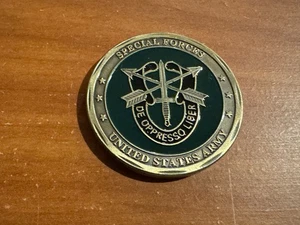 SPECIAL FORCES
DE OPPRESSO LIBER
UNITED STATES ARMY